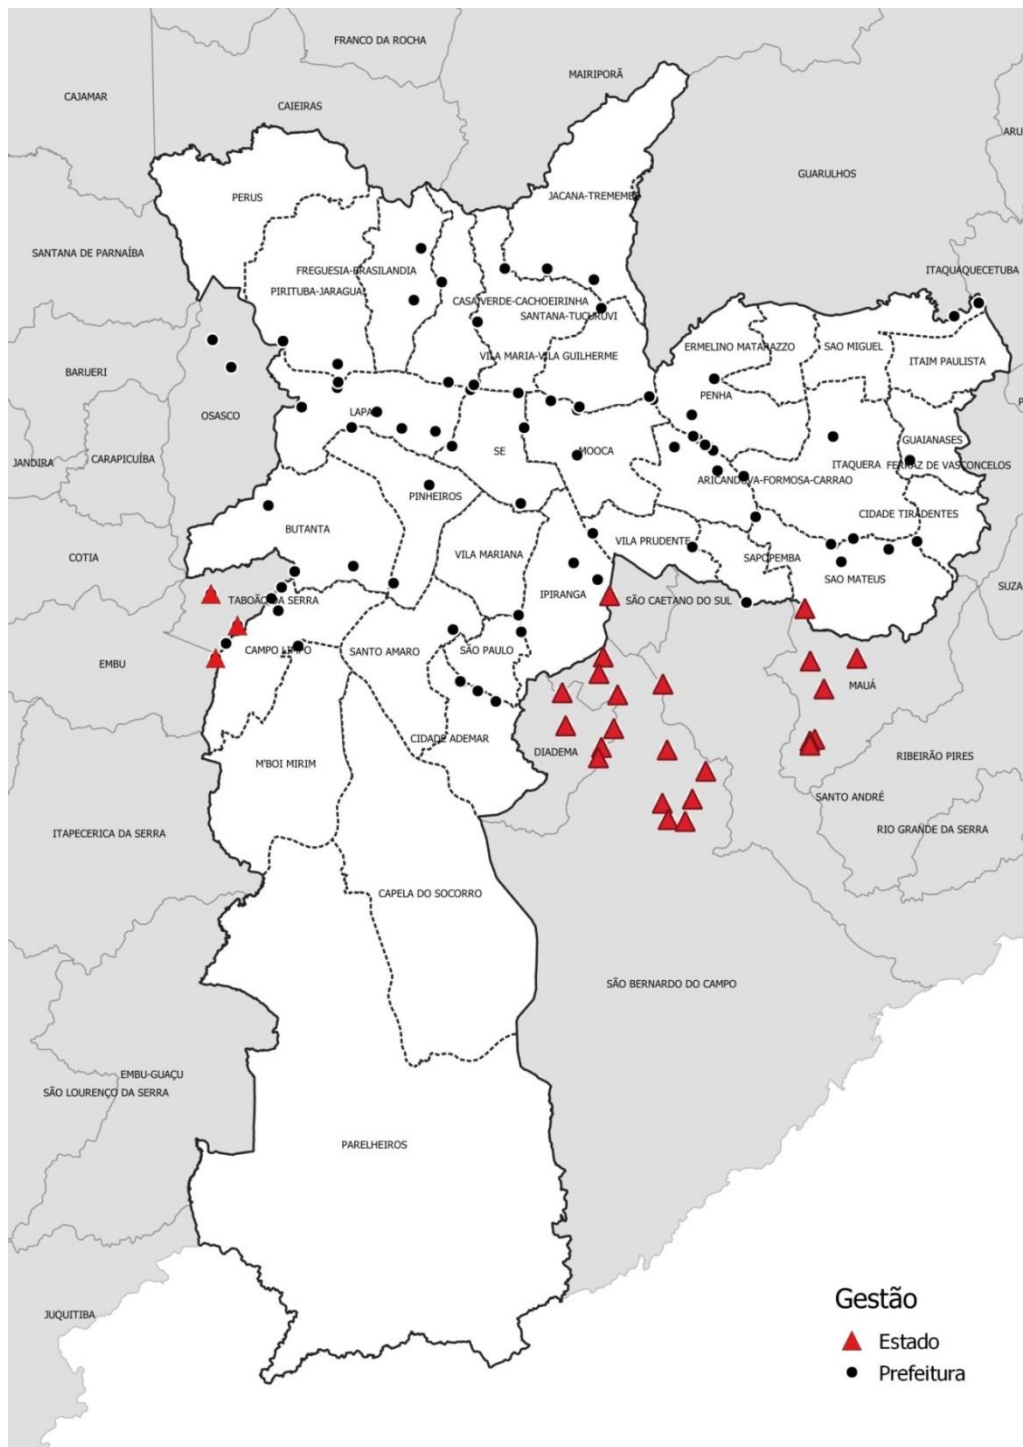 FRANCO DA ROCHA
MAIRIPORÃ
CAJAMAR
CAIEIRAS
GUARULHOS
PERUS
JACANA-TREMEMBE
SANTANA DE PARNAÍBA
FREGUESIA-BRASILANDIA
ITAQUAQUECETUBA
PIRITUBA-JARAGUA
CASA VERDE-CACHOEIRINHA
SANTANA-TUCURUVI
ERMELINO MATARAZZO
SAO MIGUEL
VILA MARIA-VILA GUILHERME
ITAIM PAULISTA
BARUERI
PENHA
OSASCO
LAPA
GUAIANASES
SE
MOOCA
JANDIRA
CARAPICUÍBA
ITAQUERA
FERRAZ DE VASCONCELOS
ARICANDUVA-FORMOSA-CARRAO
PINHEIROS
CIDADE TIRADENTES
BUTANTA
VILA PRUDENTE
COTIA
VILA MARIANA
SAPOPEMBA
SAO MATEUS
SUZA
IPIRANGA
TABOÃO DA SERRA
SÃO CAETANO DO SUL
CAMPO LIMPO
SANTO AMARO
SÃO PAULO
EMBU
MAUÁ
CIDADE ADEMAR
DIADEMA
RIBEIRÃO PIRES
M'BOI MIRIM
SANTO ANDRÉ
ITAPECERICA DA SERRA
RIO GRANDE DA SERRA
CAPELA DO SOCORRO
SÃO BERNARDO DO CAMPO
EMBU-GUAÇU
SÃO LOURENÇO DA SERRA
PARELHEIROS
JUQUITIBA
Gestão
Estado
Prefeitura